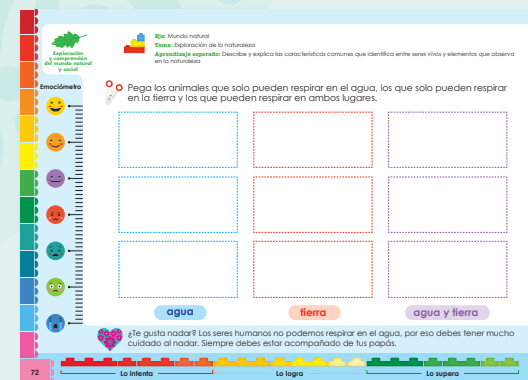 Exploración
y comprensión
del mundo natural
y social
Eje: Mundo natural
Tema: Exploración de la naturaleza
Aprendizaje esperado: Describe y explica las características comunes que identifica entre seres vivos y elementos que observa
en la naturaleza
Emociómetro
Pega los animales que solo pueden respirar en el agua, los que solo pueden respirar
en la tierra y los que pueden respirar en ambos lugares.
agua
tierra
agua y tierra
¿Te gusta nadar? Los seres humanos no podemos respirar en el agua, por eso debes tener mucho
cuidado al nadar. Siempre debes estar acompañado de tus papás.
72
Lo intenta
Lo logra
Lo supera